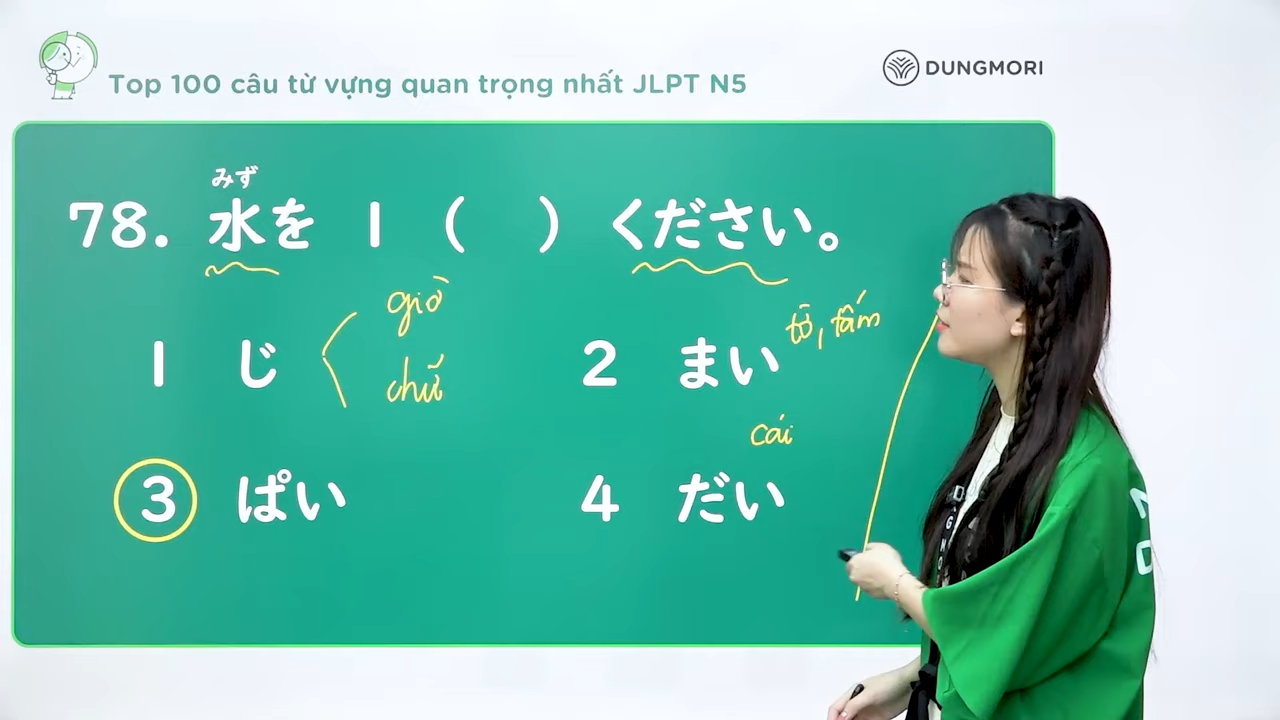 Top 100 câu từ vựng quan trọng nhất JLPT N5
DUNGMORI
みず
78. 水を 1 ( ) ください。
giờ
1 じ
chữ
2 まい
tờ, tấm
3 ぱい
cái
4 だい